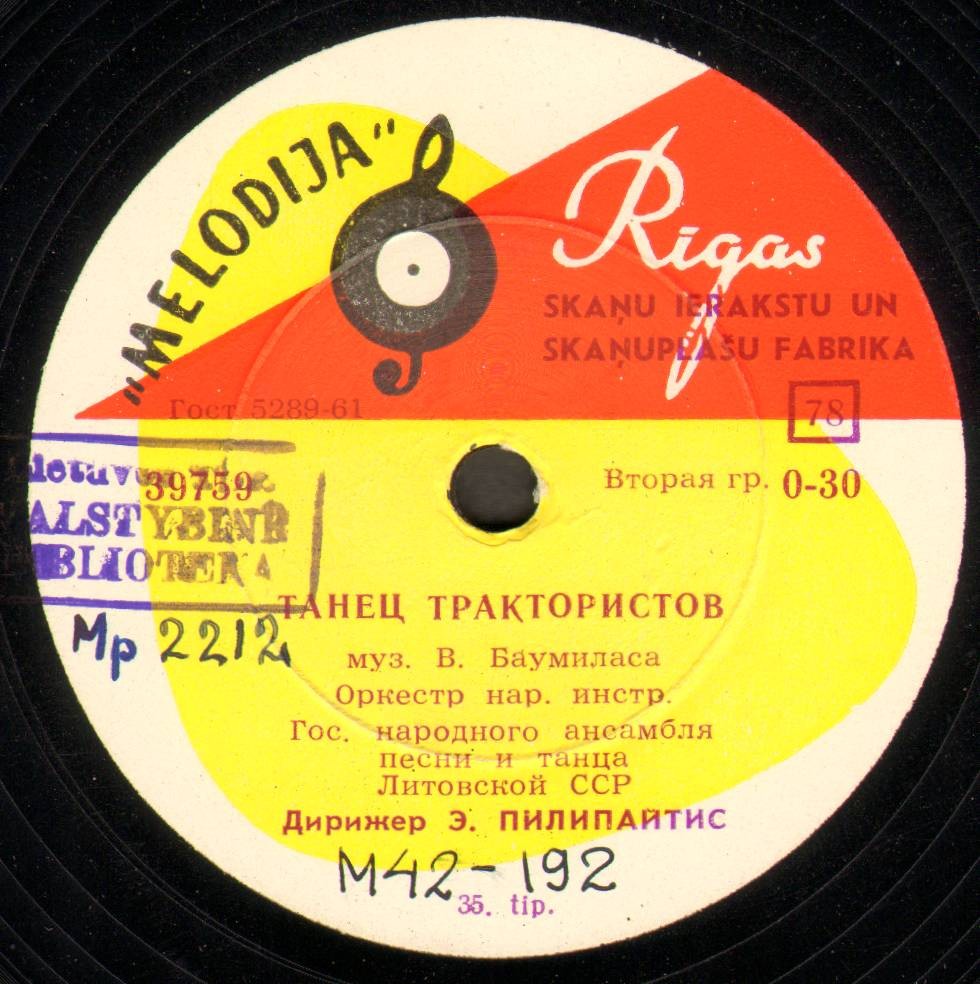 „MELODIJA“
Rīgas
SKAŅU IERAKSTU UN
SKAŅUPLAŠU FABRIKA
Гост 5289-61
78
39759
Вторая гр. 0-30
BLIOTEKA
Mp 2212
ТАНЕЦ ТРАКТОРИСТОВ
муз. В. Баумиласа
Оркестр нар. инстр.
Гос. народного ансамбля
песни и танца
Литовской ССР
Дирижер Э. ПИЛИПАЙТИС
M42-192
35. tip.